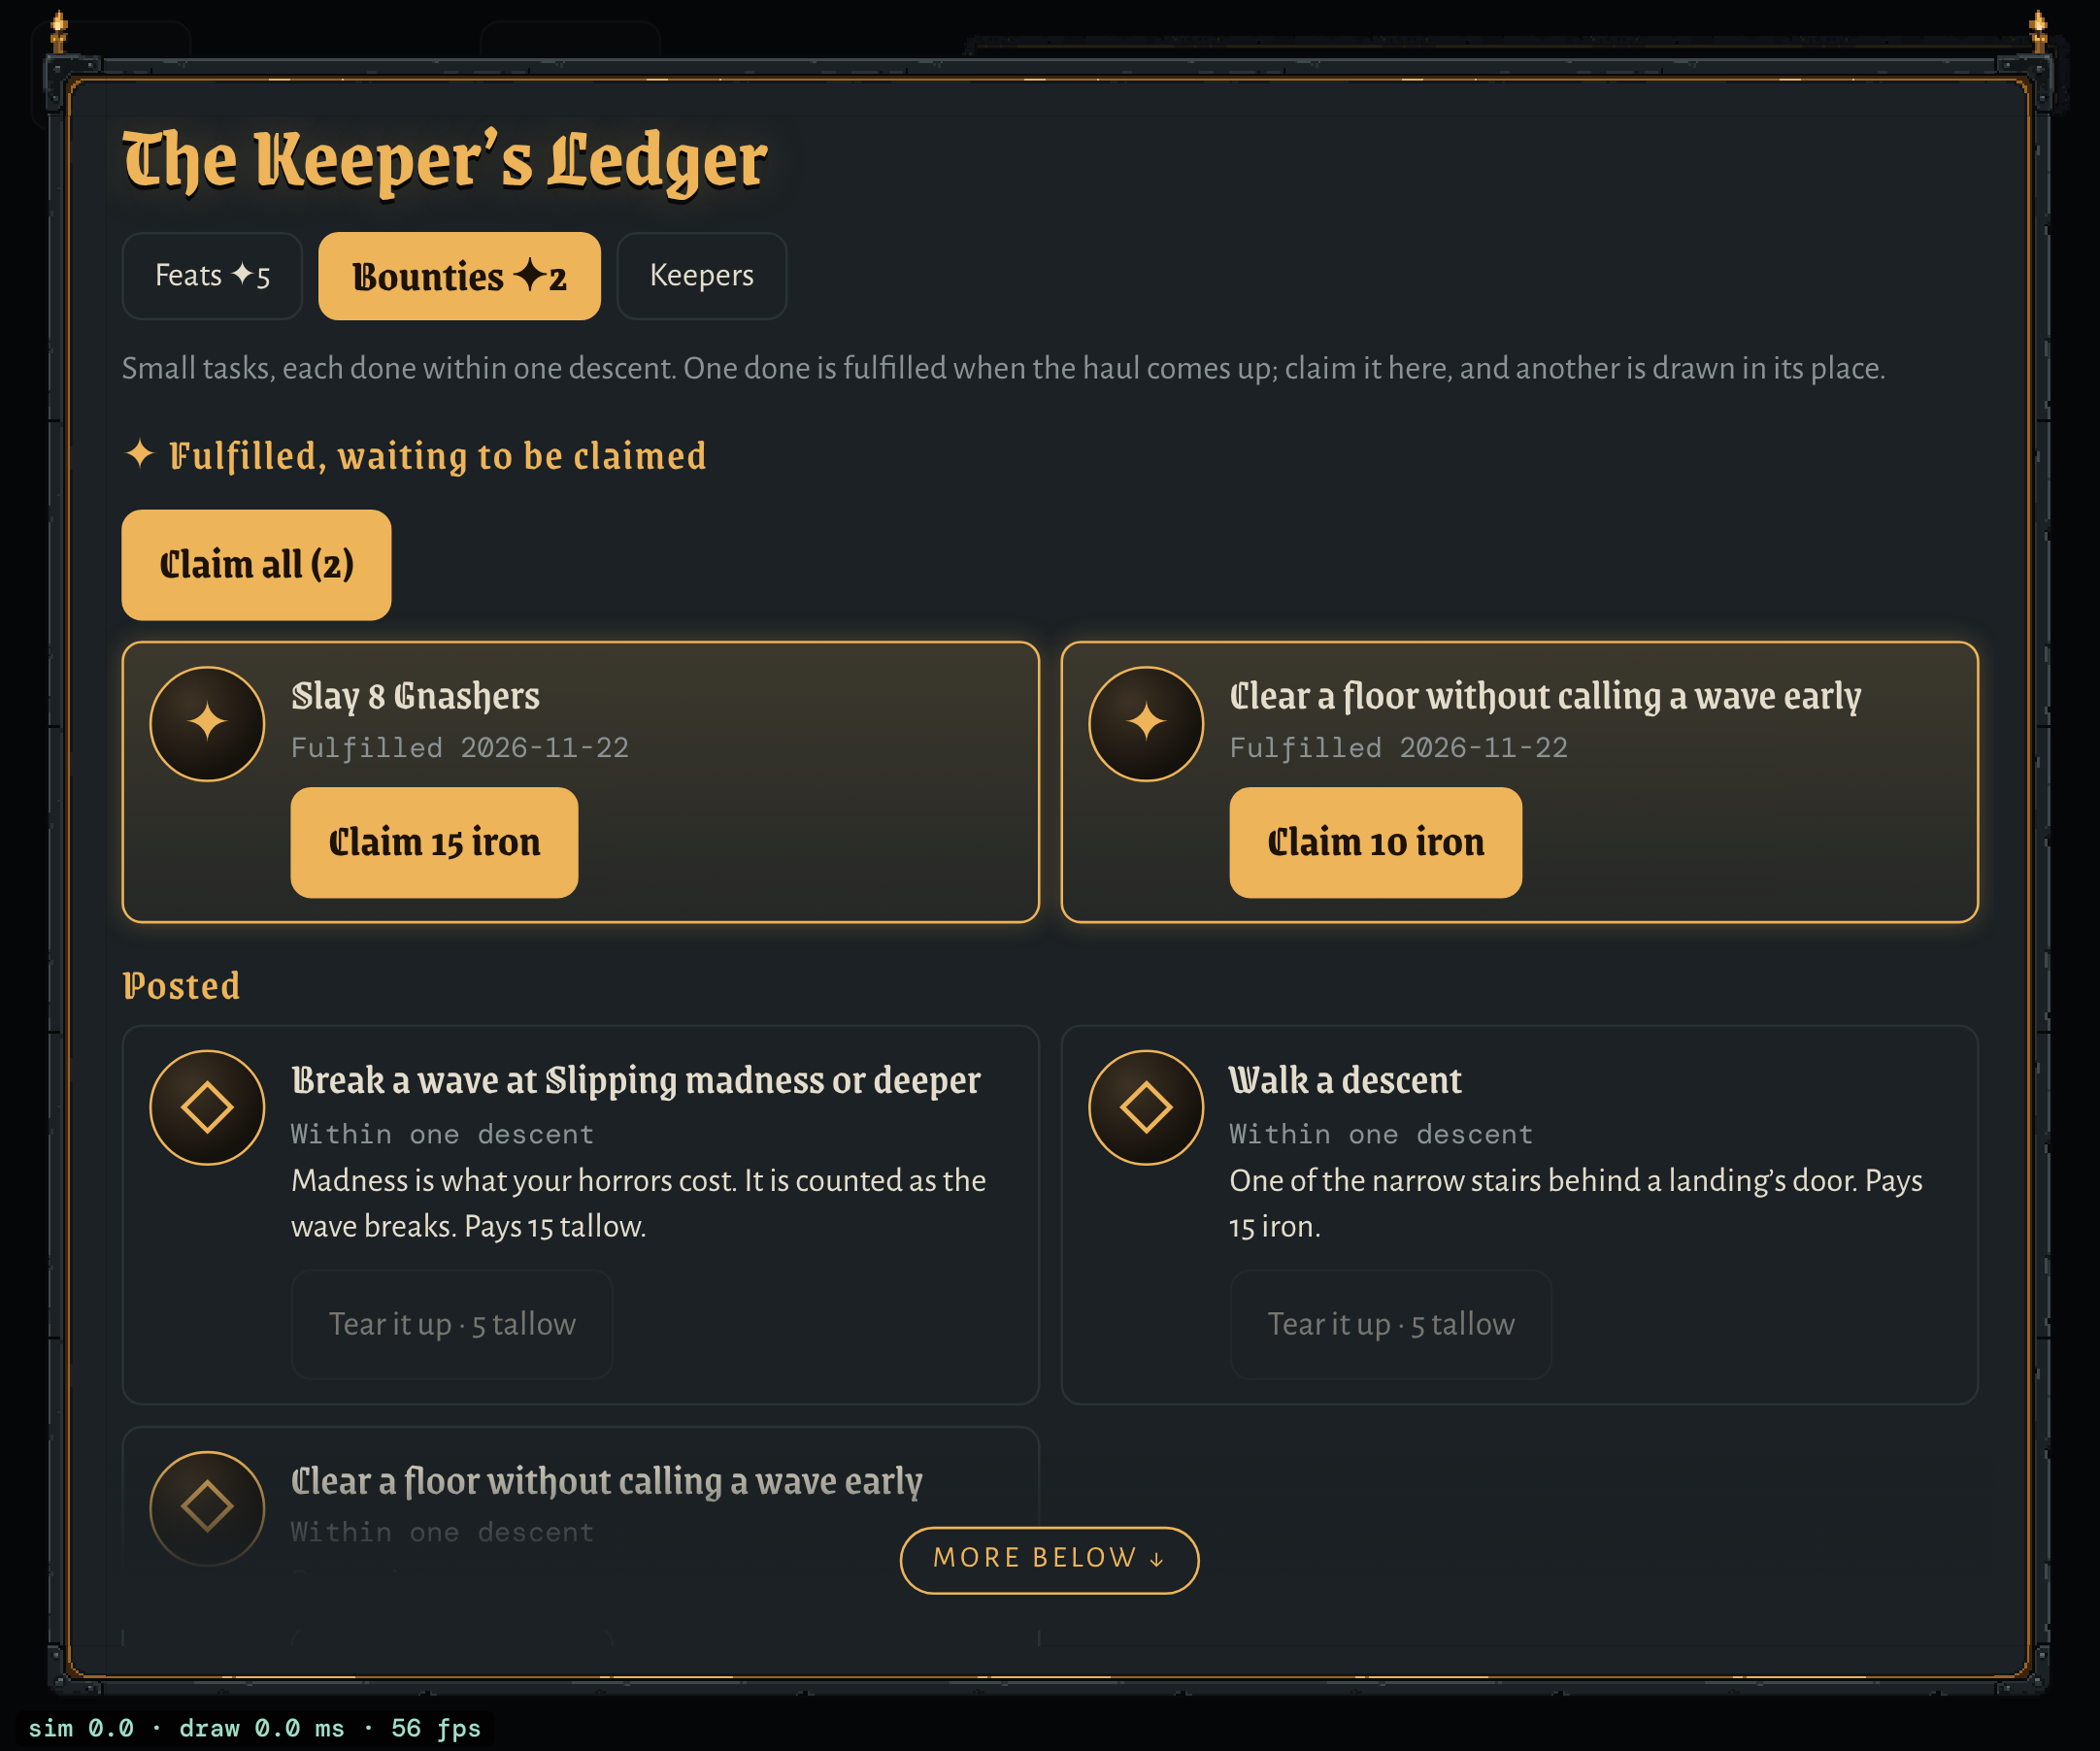 The Keeper's Ledger
Feats ✦5
Bounties ✦2
Keepers
Small tasks, each done within one descent. One done is fulfilled when the haul comes up; claim it here, and another is drawn in its place.
✦ Fulfilled, waiting to be claimed
Claim all (2)
Slay 8 Gnashers
Fulfilled 2026-11-22
Claim 15 iron
Clear a floor without calling a wave early
Fulfilled 2026-11-22
Claim 10 iron
Posted
Break a wave at Slipping madness or deeper
Within one descent
Madness is what your horrors cost. It is counted as the
wave breaks. Pays 15 tallow.
Tear it up · 5 tallow
Walk a descent
Within one descent
One of the narrow stairs behind a landing's door. Pays
15 iron.
Tear it up · 5 tallow
Clear a floor without calling a wave early
Within one descent
MORE BELOW ↓
sim 0.0 · draw 0.0 ms · 56 fps